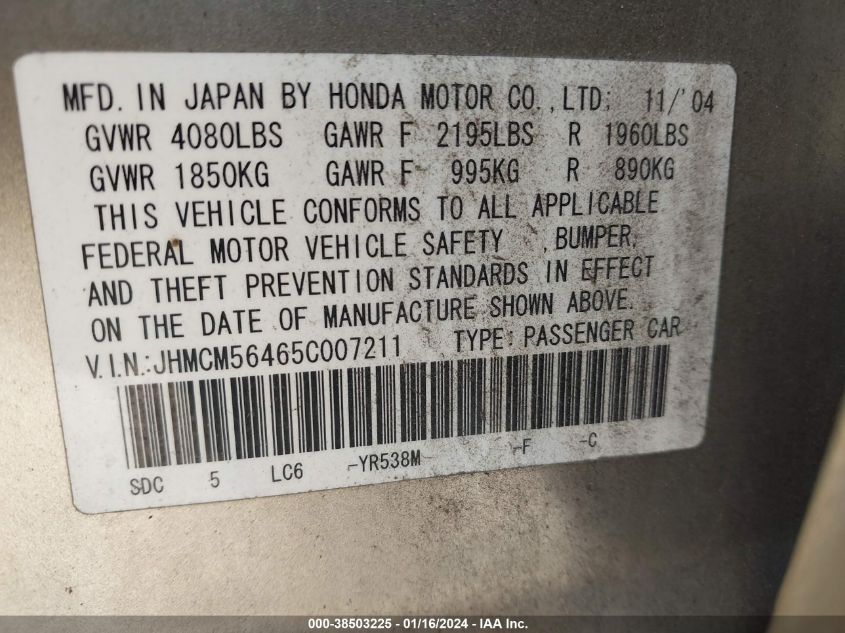 MFD. IN JAPAN BY HONDA MOTOR CO., LTD. 11/'04
GVWR 4080LBS GAWR F 2195LBS R 1960LBS
GVWR 1850KG GAWR F 995KG R 890KG
THIS VEHICLE CONFORMS TO ALL APPLICABLE
FEDERAL MOTOR VEHICLE SAFETY , BUMPER,
AND THEFT PREVENTION STANDARDS IN EFFECT
ON THE DATE OF MANUFACTURE SHOWN ABOVE.
V.I.N.:JHMCM56465C007211 TYPE: PASSENGER CAR
SDC 5 LC6 -YR538M -F -C
000-38503225 - 01/16/2024 - IAA Inc.